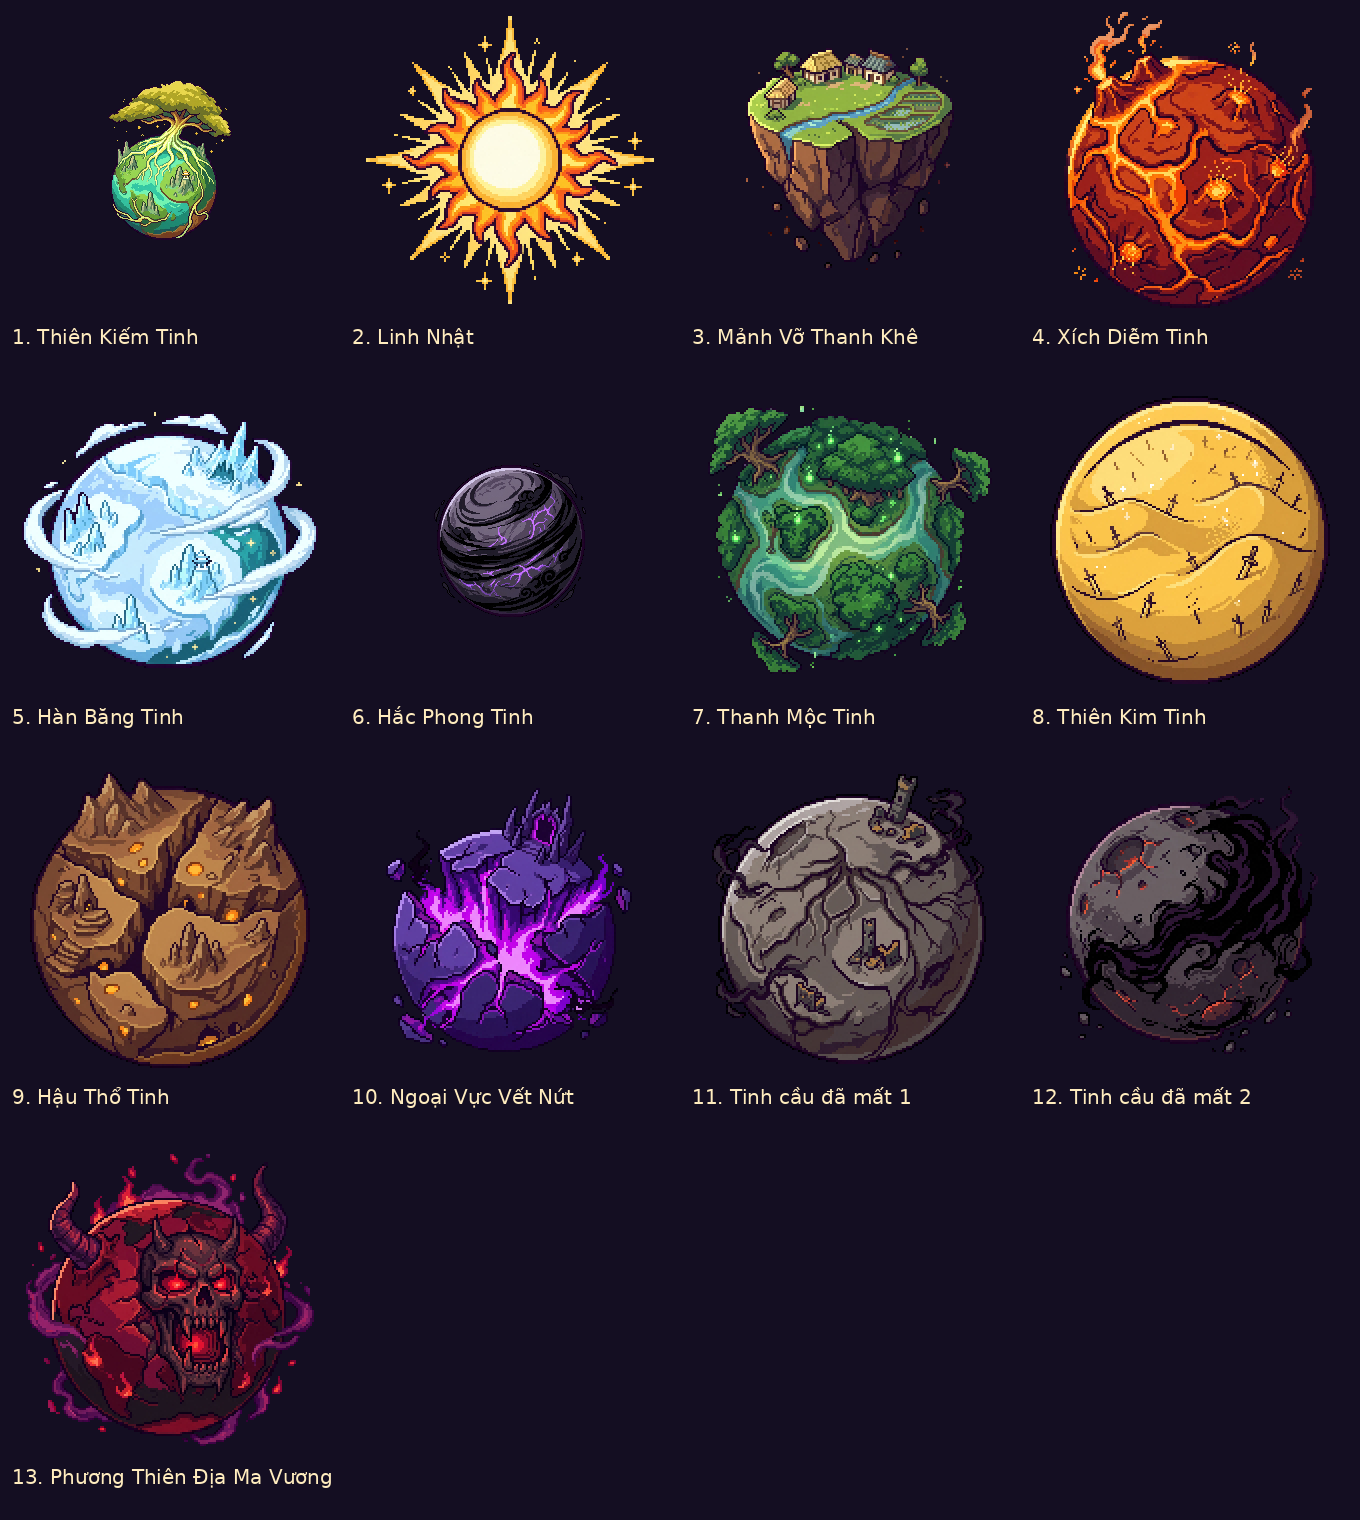 1. Thiên Kiếm Tinh
2. Linh Nhật
3. Mảnh Vỡ Thanh Khê
4. Xích Diễm Tinh
5. Hàn Băng Tinh
6. Hắc Phong Tinh
7. Thanh Mộc Tinh
8. Thiên Kim Tinh
9. Hậu Thổ Tinh
10. Ngoại Vực Vết Nứt
11. Tinh cầu đã mất 1
12. Tinh cầu đã mất 2
13. Phương Thiên Địa Ma Vương